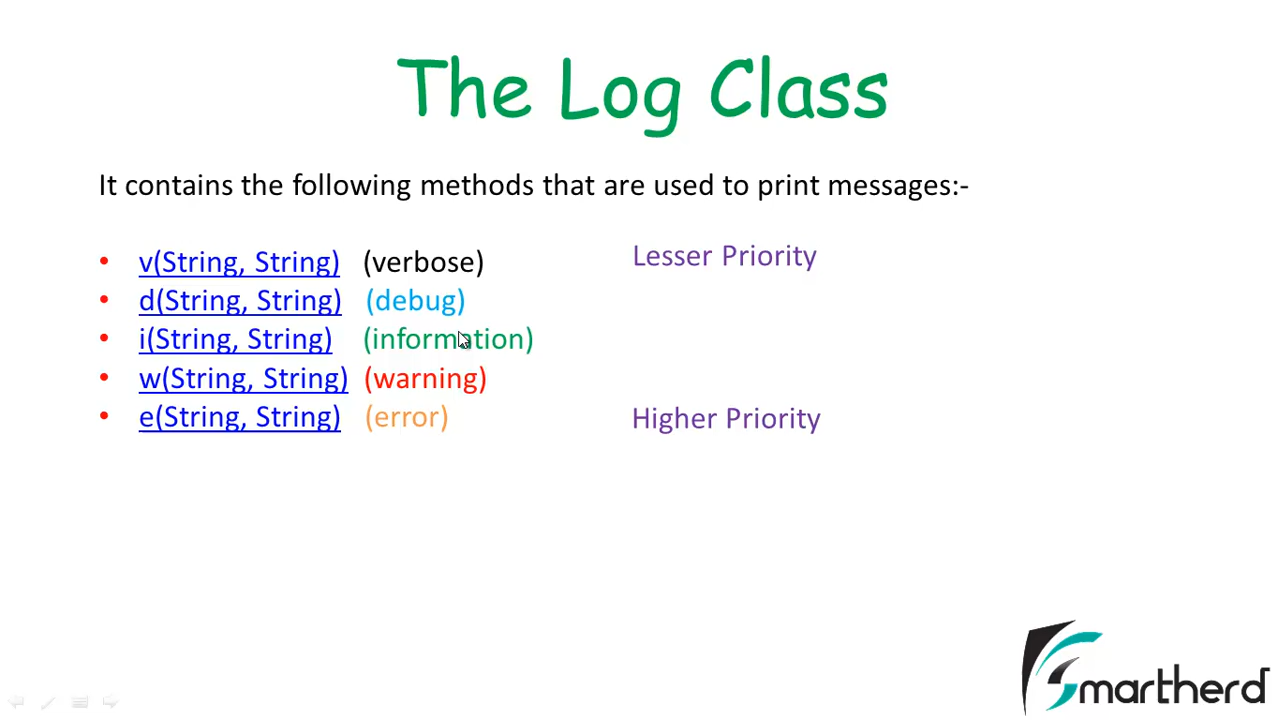 The Log Class
It contains the following methods that are used to print messages:-
• v(String, String) (verbose) Lesser Priority
• d(String, String) (debug)
• i(String, String) (information)
• w(String, String) (warning)
• e(String, String) (error) Higher Priority
Smartherd